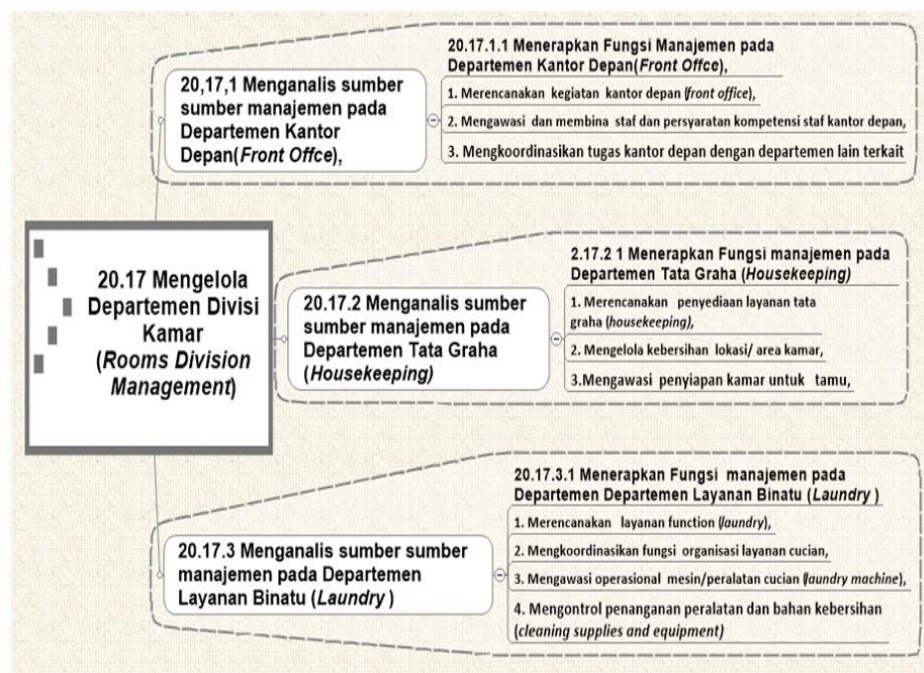 20.17 Mengelola
Departemen Divisi
Kamar
(Rooms Division
Management)
20,17,1 Menganalis sumber
sumber manajemen pada
Departemen Kantor
Depan(Front Offce),
20.17.1.1 Menerapkan Fungsi Manajemen pada
Departemen Kantor Depan(Front Offce),
1. Merencanakan kegiatan kantor depan (front office),
2. Mengawasi dan membina staf dan persyaratan kompetensi staf kantor depan,
3. Mengkoordinasikan tugas kantor depan dengan departemen lain terkait
20.17.2 Menganalis sumber
sumber manajemen pada
Departemen Tata Graha
(Housekeeping)
2.17.2 1 Menerapkan Fungsi manajemen pada
Departemen Tata Graha (Housekeeping)
1. Merencanakan penyediaan layanan tata
graha (housekeeping),
2. Mengelola kebersihan lokasi/ area kamar,
3.Mengawasi penyiapan kamar untuk tamu,
20.17.3 Menganalis sumber sumber
manajemen pada Departemen
Layanan Binatu (Laundry )
20.17.3.1 Menerapkan Fungsi manajemen pada
Departemen Departemen Layanan Binatu (Laundry )
1. Merencanakan layanan function (laundry),
2. Mengkoordinasikan fungsi organisasi layanan cucian,
3. Mengawasi operasional mesin/peralatan cucian (laundry machine),
4. Mengontrol penanganan peralatan dan bahan kebersihan
(cleaning supplies and equipment)